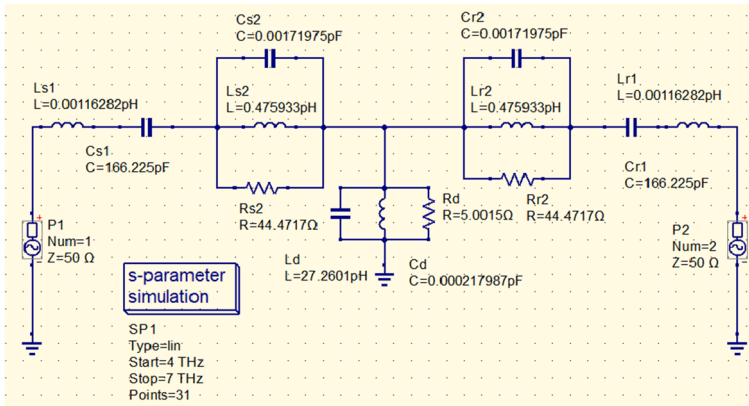 Cs2
C=0.00171975pF
Cr2
C=0.00171975pF
Ls1
L=0.00116282pH
Ls2
L=0.475933pH
Lr2
L=0.475933pH
Lr1
L=0.00116282pH
Cs1
C=166.225pF
Cr1
C=166.225pF
Rs2
R=44.4717Ω
Rd
R=5.0015Ω
Rr2
R=44.4717Ω
P1
Num=1
Z=50 Ω
P2
Num=2
Z=50 Ω
Ld
L=27.2601pH
Cd
C=0.000217987pF
s-parameter
simulation
SP1
Type=lin
Start=4 THz
Stop=7 THz
Points=31